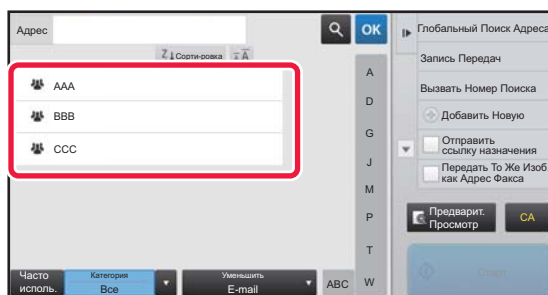 Адрес
OK
Сорти-ровка
AAA
BBB
CCC
A
D
G
J
M
P
T
W
ABC
Часто
исполь.
Категория
Все
Уменьшить
E-mail
Глобальный Поиск Адреса
Запись Передач
Вызвать Номер Поиска
Добавить Новую
Отправить
ссылку назначения
Передать То Же Изоб.
как Адрес Факса
Предварит.
Просмотр
CA
Старт